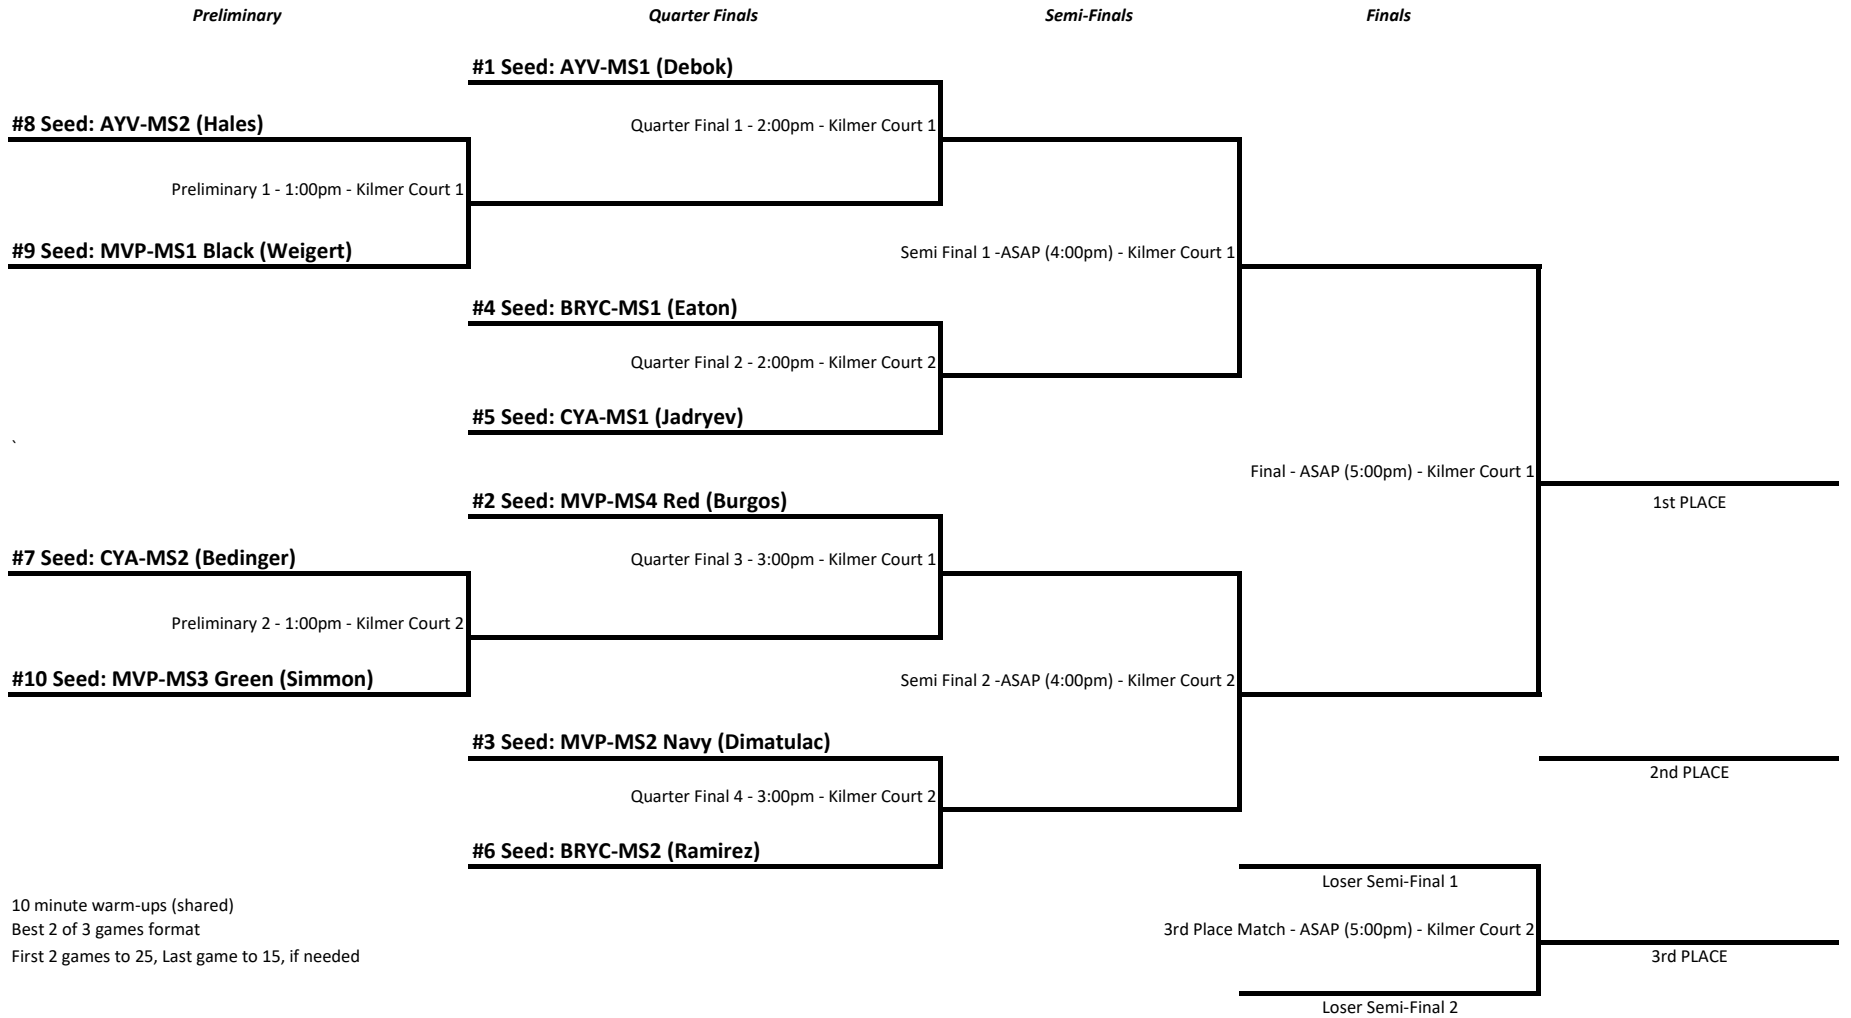 Preliminary
Quarter Finals
Semi-Finals
Finals
#1 Seed: AYV-MS1 (Debok)
#8 Seed: AYV-MS2 (Hales)
Quarter Final 1 - 2:00pm - Kilmer Court 1
Preliminary 1 - 1:00pm - Kilmer Court 1
#9 Seed: MVP-MS1 Black (Weigert)
Semi Final 1 -ASAP (4:00pm) - Kilmer Court 1
#4 Seed: BRYC-MS1 (Eaton)
Quarter Final 2 - 2:00pm - Kilmer Court 2
#5 Seed: CYA-MS1 (Jadryev)
`
Final - ASAP (5:00pm) - Kilmer Court 1
#2 Seed: MVP-MS4 Red (Burgos)
1st PLACE
#7 Seed: CYA-MS2 (Bedinger)
Quarter Final 3 - 3:00pm - Kilmer Court 1
Preliminary 2 - 1:00pm - Kilmer Court 2
#10 Seed: MVP-MS3 Green (Simmon)
Semi Final 2 -ASAP (4:00pm) - Kilmer Court 2
#3 Seed: MVP-MS2 Navy (Dimatulac)
2nd PLACE
Quarter Final 4 - 3:00pm - Kilmer Court 2
#6 Seed: BRYC-MS2 (Ramirez)
Loser Semi-Final 1
10 minute warm-ups (shared)
Best 2 of 3 games format
3rd Place Match - ASAP (5:00pm) - Kilmer Court 2
First 2 games to 25, Last game to 15, if needed
3rd PLACE
Loser Semi-Final 2